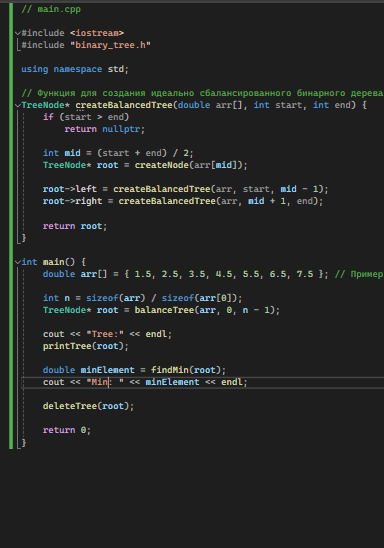 // main.cpp
#include <iostream>
#include "binary_tree.h"
using namespace std;
// Функция для создания идеально сбалансированного бинарного дерева
TreeNode* createBalancedTree(double arr[], int start, int end) {
    if (start > end)
        return nullptr;
    int mid = (start + end) / 2;
    TreeNode* root = createNode(arr[mid]);
    root->left = createBalancedTree(arr, start, mid - 1);
    root->right = createBalancedTree(arr, mid + 1, end);
    return root;
}
int main() {
    double arr[] = { 1.5, 2.5, 3.5, 4.5, 5.5, 6.5, 7.5 }; // Пример
    int n = sizeof(arr) / sizeof(arr[0]);
    TreeNode* root = balanceTree(arr, 0, n - 1);
    cout << "Tree:" << endl;
    printTree(root);
    double minElement = findMin(root);
    cout << "Min: " << minElement << endl;
    deleteTree(root);
    return 0;
}